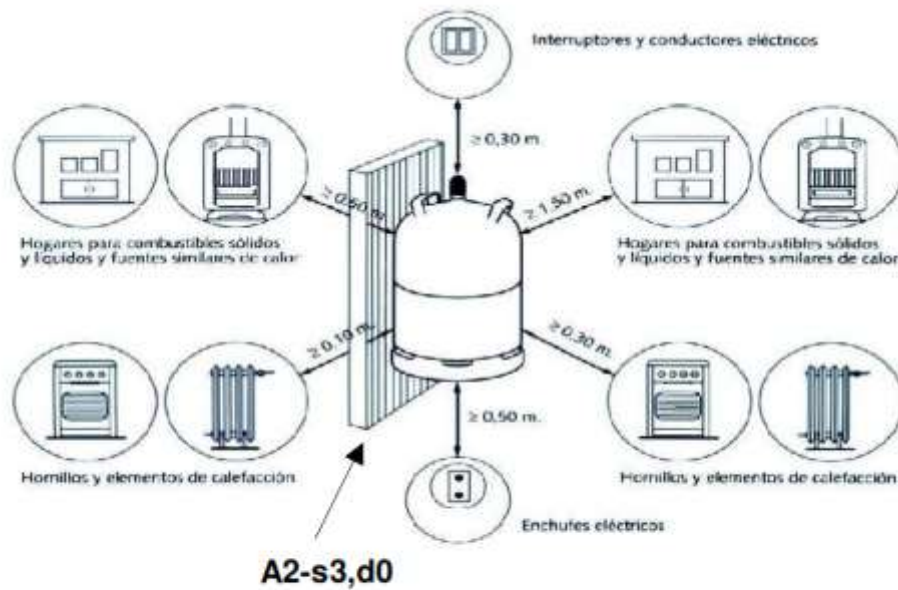 Interruptores y conductores eléctricos
≥ 0,30 m.
≥ 0,50 m.
≥ 1.50 m.
Hogares para combustibles sólidos
y líquidos y fuentes similares de calor
Hogares para combustibles sólidos
y líquidos y fuentes similares de calor
≥ 0,10 m.
≥ 0,30 m.
≥ 0,50 m.
Hornillos y elementos de calefacción
Hornillos y elementos de calefacción
Enchufes eléctricos
A2-s3,d0